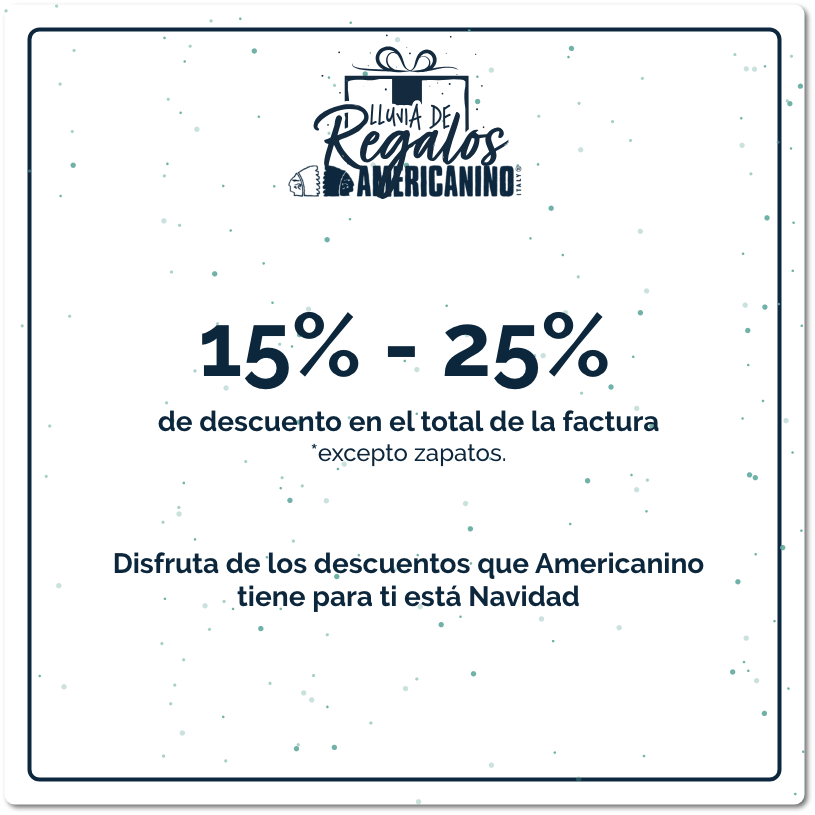 LLUVIA DE
Regalos
AMERICANINO
ITALY®
15% - 25%
de descuento en el total de la factura
*excepto zapatos.
Disfruta de los descuentos que Americanino
tiene para ti está Navidad